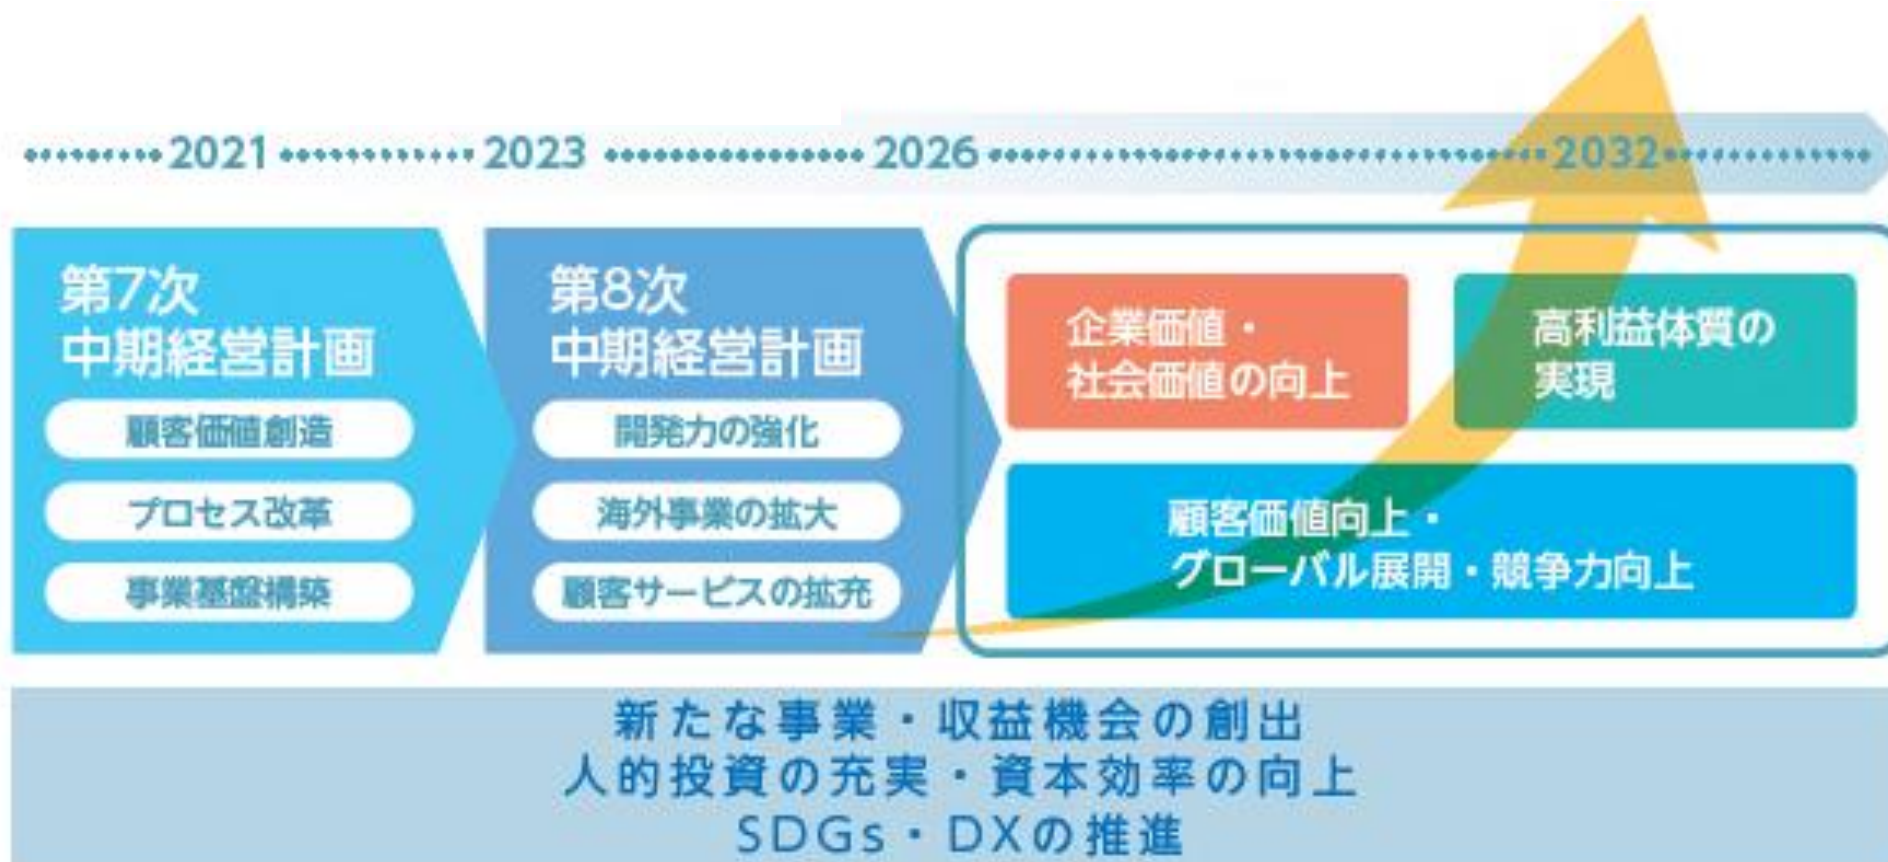 2021 2023 2026 2032
第7次
中期経営計画
顧客価値創造
プロセス改革
事業基盤構築
第8次
中期経営計画
開発力の強化
海外事業の拡大
顧客サービスの拡充
企業価値・
社会価値の向上
高利益体質の
実現
顧客価値向上・
グローバル展開・競争力向上
新たな事業・収益機会の創出
人的投資の充実・資本効率の向上
SDGs・DXの推進